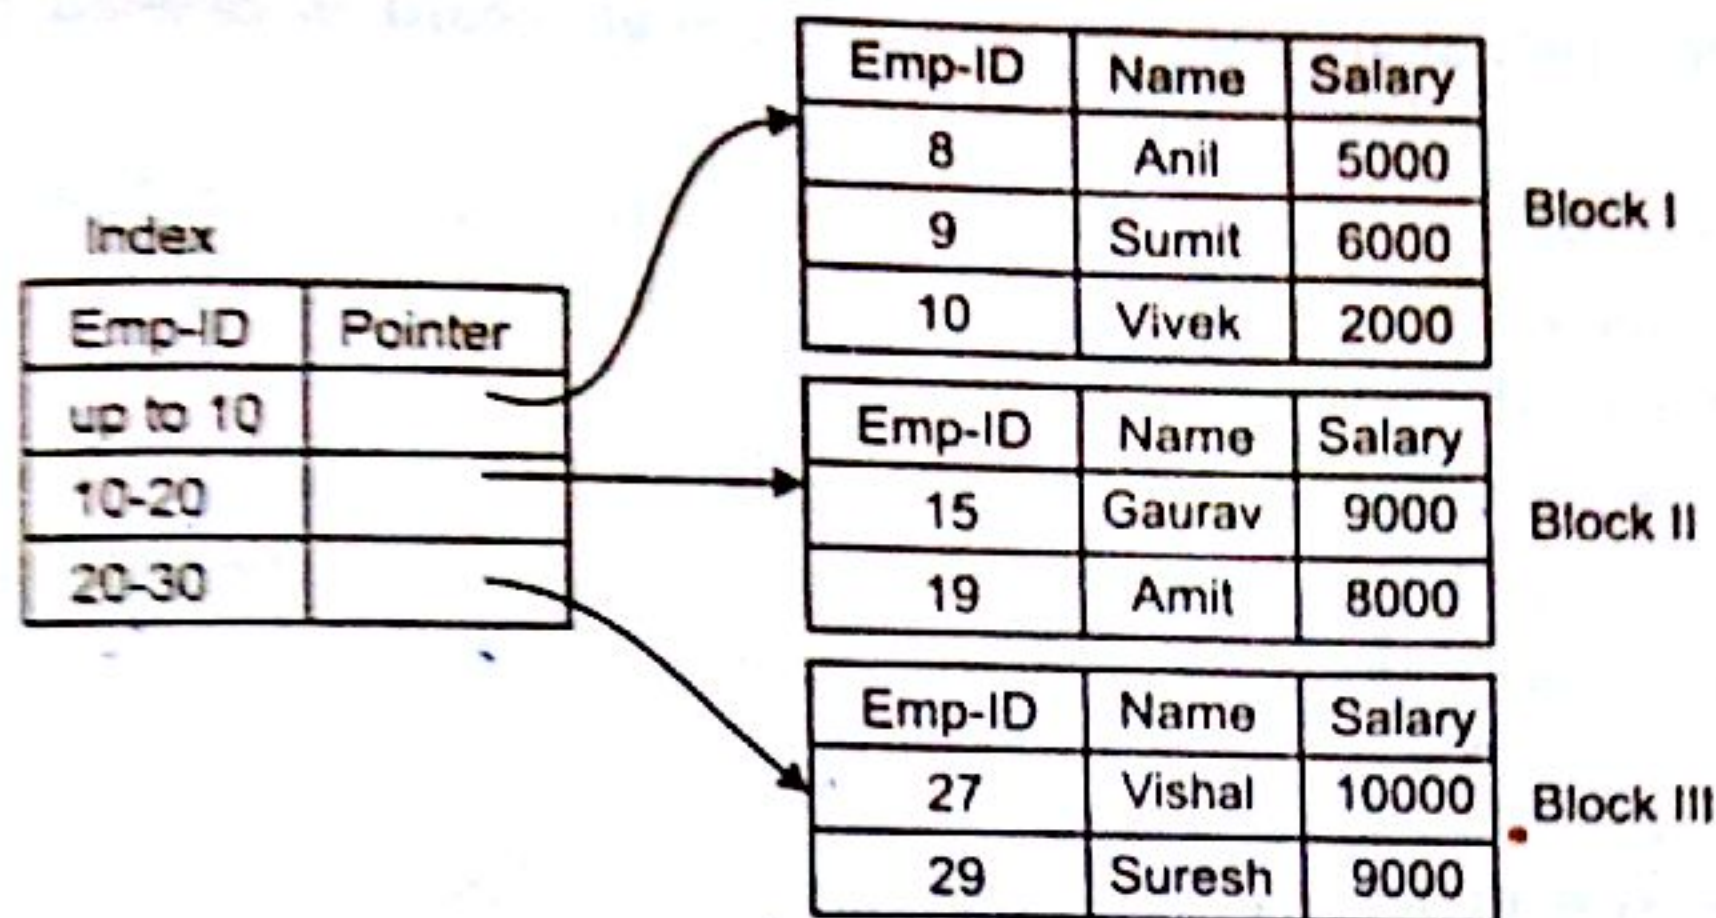 Index
Emp-ID Pointer
up to 10
10-20
20-30
Emp-ID Name Salary
8 Anil 5000
9 Sumit 6000
10 Vivek 2000
Block I
Emp-ID Name Salary
15 Gaurav 9000
19 Amit 8000
Block II
Emp-ID Name Salary
27 Vishal 10000
29 Suresh 9000
Block III